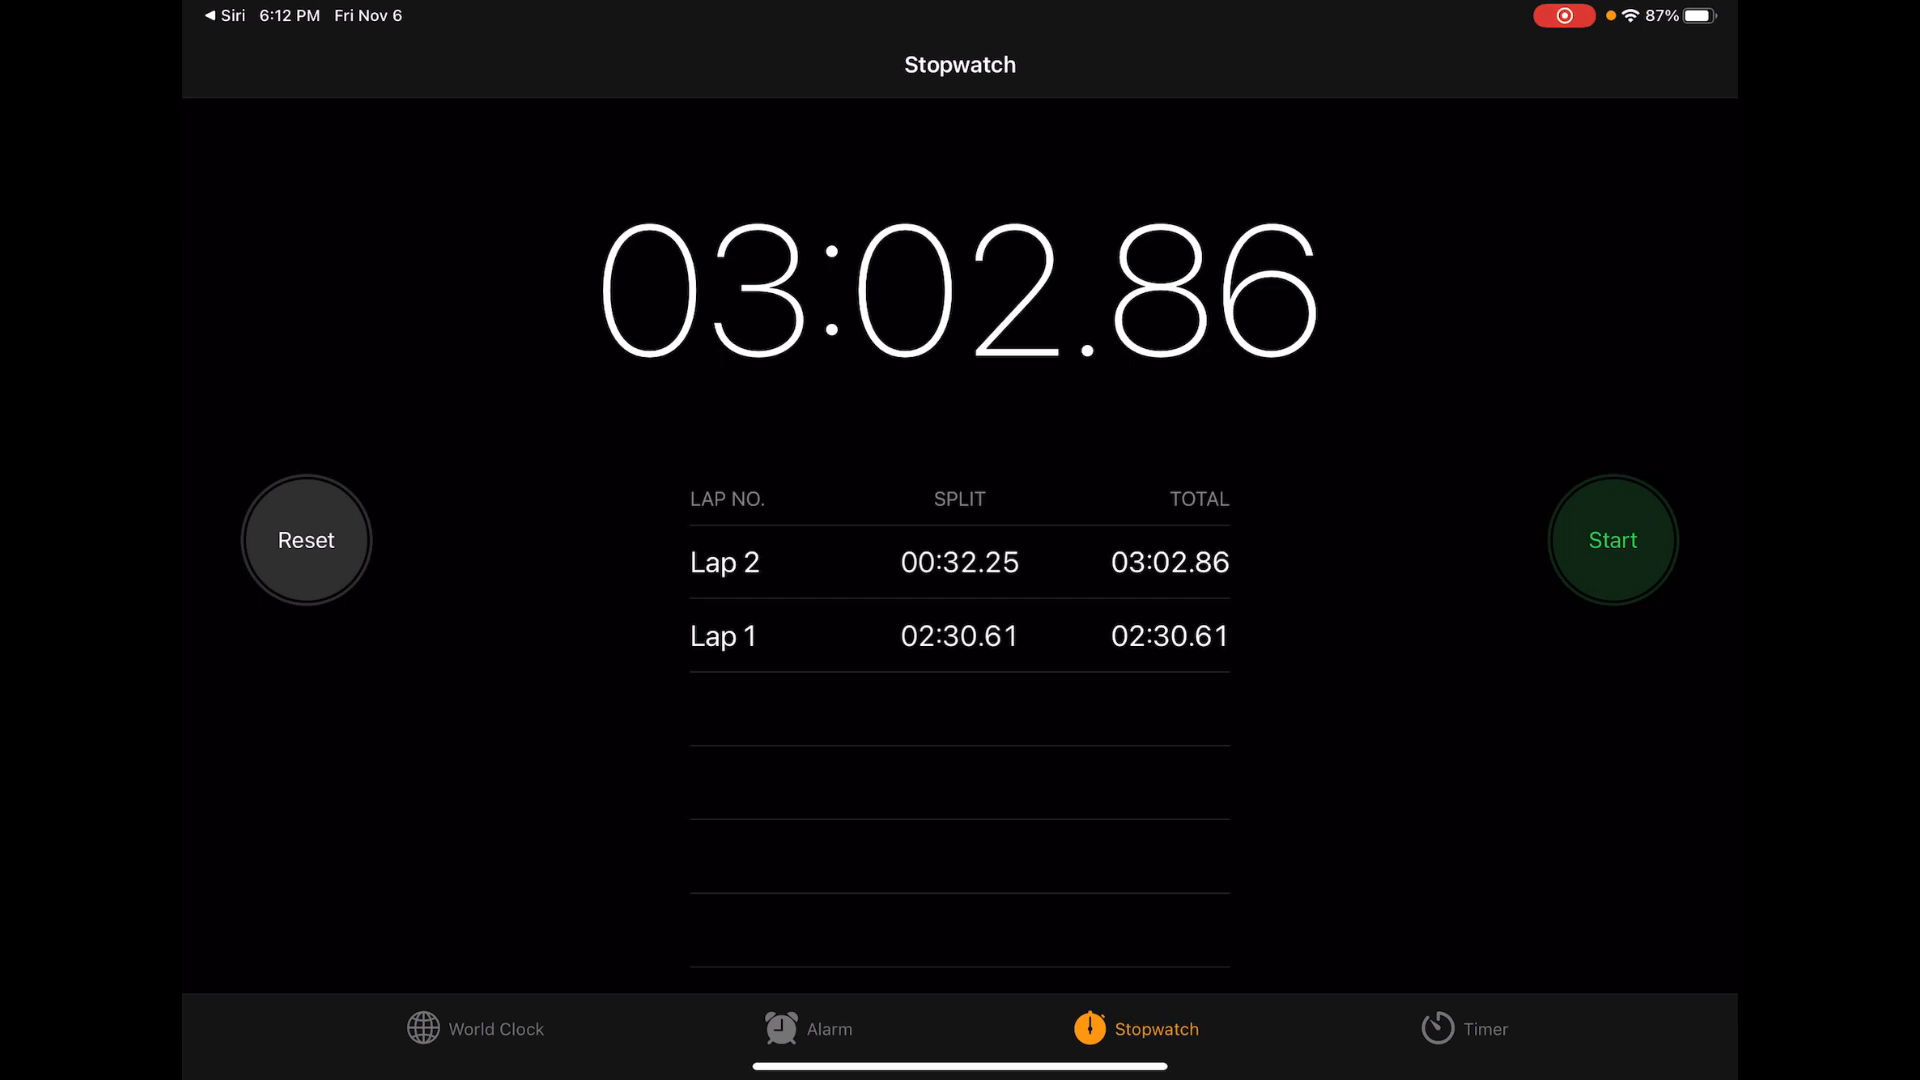 ◀ Siri 6:12 PM Fri Nov 6 87%
Stopwatch
03:02.86
Reset
Start
LAP NO. SPLIT TOTAL
Lap 2 00:32.25 03:02.86
Lap 1 02:30.61 02:30.61
World Clock Alarm Stopwatch Timer